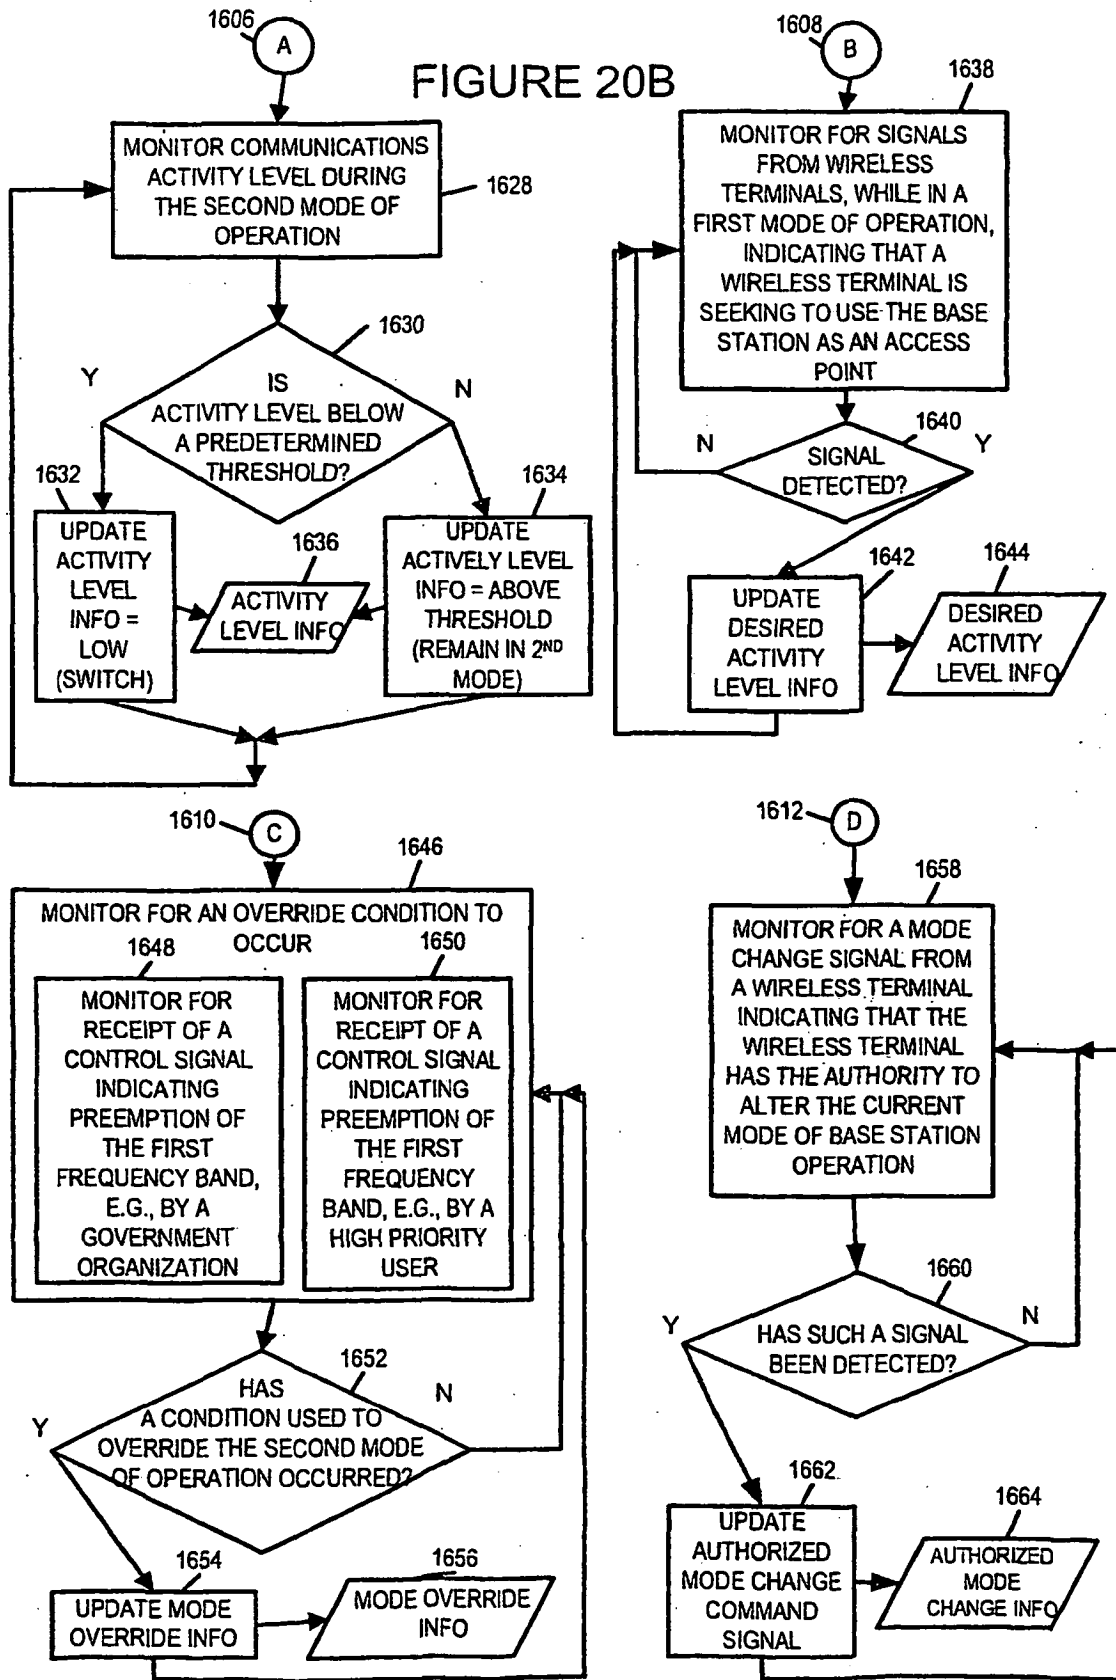 1606
A
FIGURE 20B
1608
B
MONITOR COMMUNICATIONS
ACTIVITY LEVEL DURING
THE SECOND MODE OF
OPERATION
1628
1630
Y
N
IS
ACTIVITY LEVEL BELOW
A PREDETERMINED
THRESHOLD?
1632
UPDATE
ACTIVITY
LEVEL
INFO =
LOW
(SWITCH)
1636
ACTIVITY
LEVEL INFO
1634
UPDATE
ACTIVELY LEVEL
INFO = ABOVE
THRESHOLD
(REMAIN IN 2ND
MODE)
1638
MONITOR FOR SIGNALS
FROM WIRELESS
TERMINALS, WHILE IN A
FIRST MODE OF OPERATION,
INDICATING THAT A
WIRELESS TERMINAL IS
SEEKING TO USE THE BASE
STATION AS AN ACCESS
POINT
1640
N
Y
SIGNAL
DETECTED?
1642
UPDATE
DESIRED
ACTIVITY
LEVEL INFO
1644
DESIRED
ACTIVITY
LEVEL INFO
1610
C
1646
MONITOR FOR AN OVERRIDE CONDITION TO
OCCUR
1648
MONITOR FOR
RECEIPT OF A
CONTROL SIGNAL
INDICATING
PREEMPTION OF
THE FIRST
FREQUENCY BAND,
E.G., BY A
GOVERNMENT
ORGANIZATION
1650
MONITOR FOR
RECEIPT OF A
CONTROL SIGNAL
INDICATING
PREEMPTION OF
THE FIRST
FREQUENCY
BAND, E.G., BY A
HIGH PRIORITY
USER
1652
Y
N
HAS
A CONDITION USED TO
OVERRIDE THE SECOND MODE
OF OPERATION OCCURRED?
1654
UPDATE MODE
OVERRIDE INFO
1656
MODE OVERRIDE
INFO
1612
D
1658
MONITOR FOR A MODE
CHANGE SIGNAL FROM
A WIRELESS TERMINAL
INDICATING THAT THE
WIRELESS TERMINAL
HAS THE AUTHORITY TO
ALTER THE CURRENT
MODE OF BASE STATION
OPERATION
1660
Y
N
HAS SUCH A SIGNAL
BEEN DETECTED?
1662
UPDATE
AUTHORIZED
MODE CHANGE
COMMAND
SIGNAL
1664
AUTHORIZED
MODE
CHANGE INFO